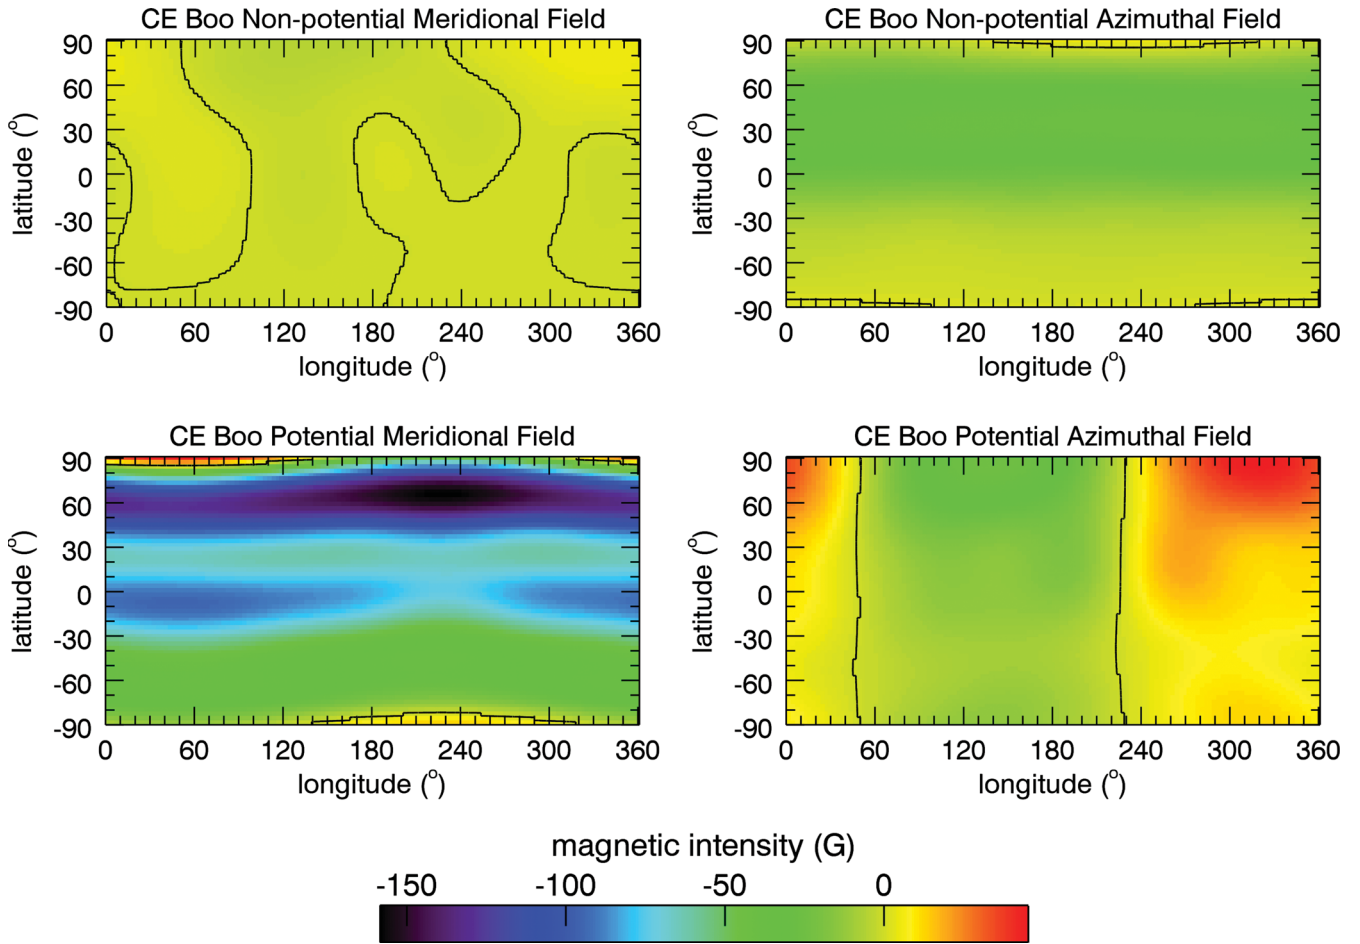 CE Boo Non-potential Meridional Field
90
60
30
0
-30
-60
-90
latitude (°)
0 60 120 180 240 300 360
longitude (°)
CE Boo Non-potential Azimuthal Field
90
60
30
0
-30
-60
-90
latitude (°)
0 60 120 180 240 300 360
longitude (°)
CE Boo Potential Meridional Field
90
60
30
0
-30
-60
-90
latitude (°)
0 60 120 180 240 300 360
longitude (°)
CE Boo Potential Azimuthal Field
90
60
30
0
-30
-60
-90
latitude (°)
0 60 120 180 240 300 360
longitude (°)
magnetic intensity (G)
-150 -100 -50 0